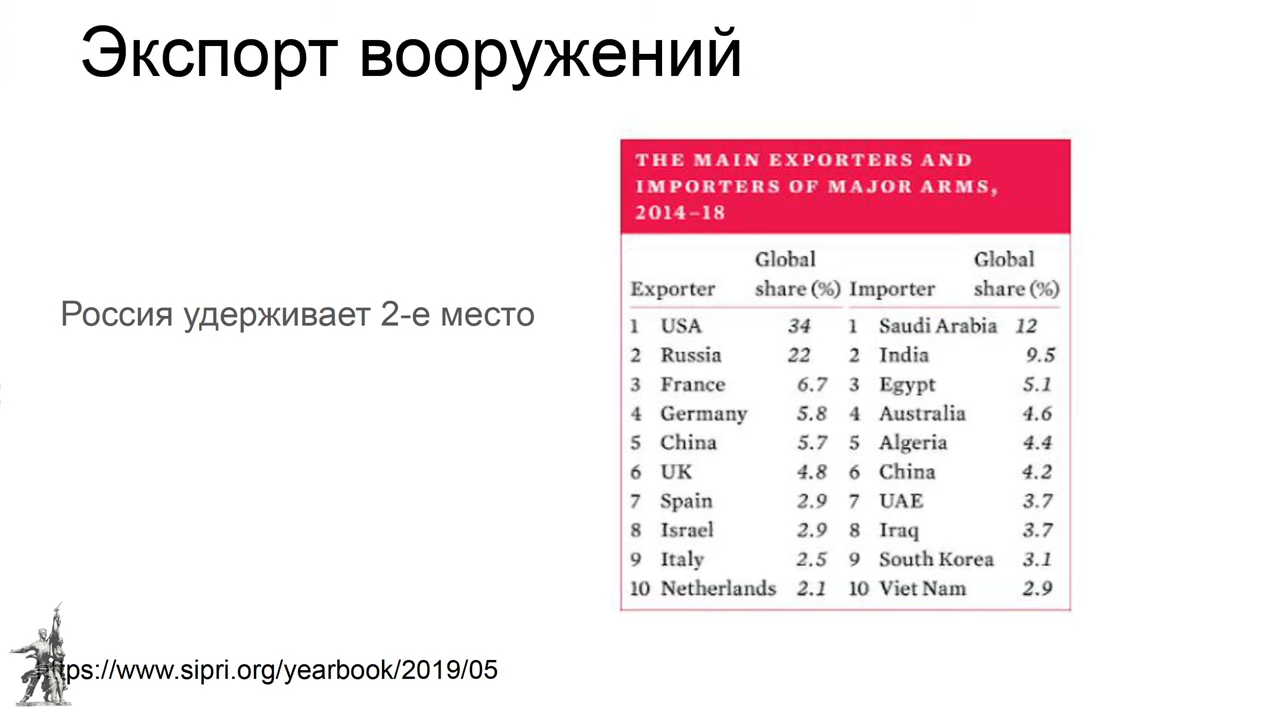 Экспорт вооружений
Россия удерживает 2-е место
THE MAIN EXPORTERS AND
IMPORTERS OF MAJOR ARMS,
2014–18
Global Global
Exporter share (%) Importer share (%)
1 USA 34 1 Saudi Arabia 12
2 Russia 22 2 India 9.5
3 France 6.7 3 Egypt 5.1
4 Germany 5.8 4 Australia 4.6
5 China 5.7 5 Algeria 4.4
6 UK 4.8 6 China 4.2
7 Spain 2.9 7 UAE 3.7
8 Israel 2.9 8 Iraq 3.7
9 Italy 2.5 9 South Korea 3.1
10 Netherlands 2.1 10 Viet Nam 2.9
https://www.sipri.org/yearbook/2019/05